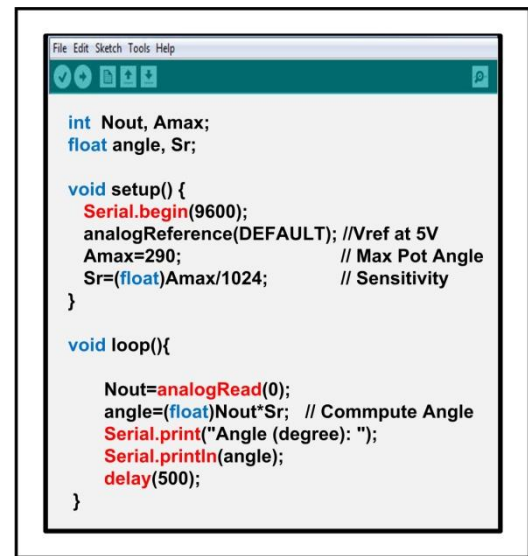 File Edit Sketch Tools Help
int Nout, Amax;
float angle, Sr;
void setup() {
Serial.begin(9600);
analogReference(DEFAULT); //Vref at 5V
Amax=290; // Max Pot Angle
Sr=(float)Amax/1024; // Sensitivity
}
void loop(){
Nout=analogRead(0);
angle=(float)Nout*Sr; // Commpute Angle
Serial.print("Angle (degree): ");
Serial.println(angle);
delay(500);
}